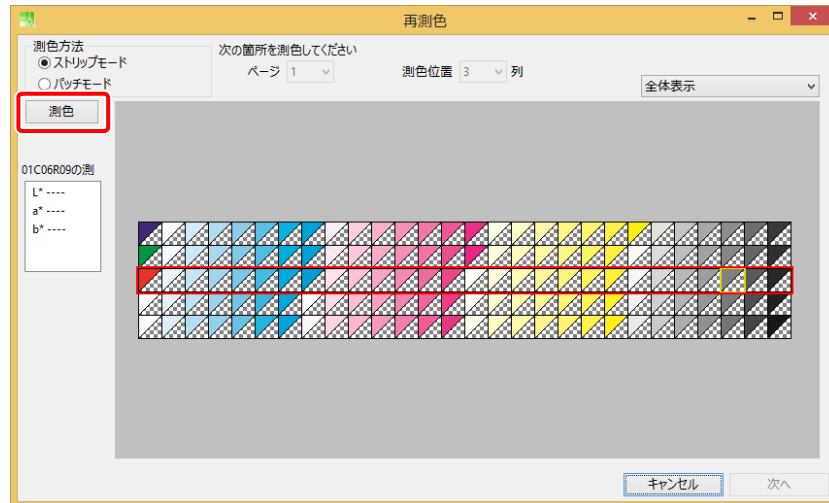 再測色
測色方法
ストリップモード
パッチモード
次の箇所を測色してください
ページ 1 測色位置 3 列
全体表示
測色
01C06R09の測
L* ----
a* ----
b* ----
キャンセル 次へ